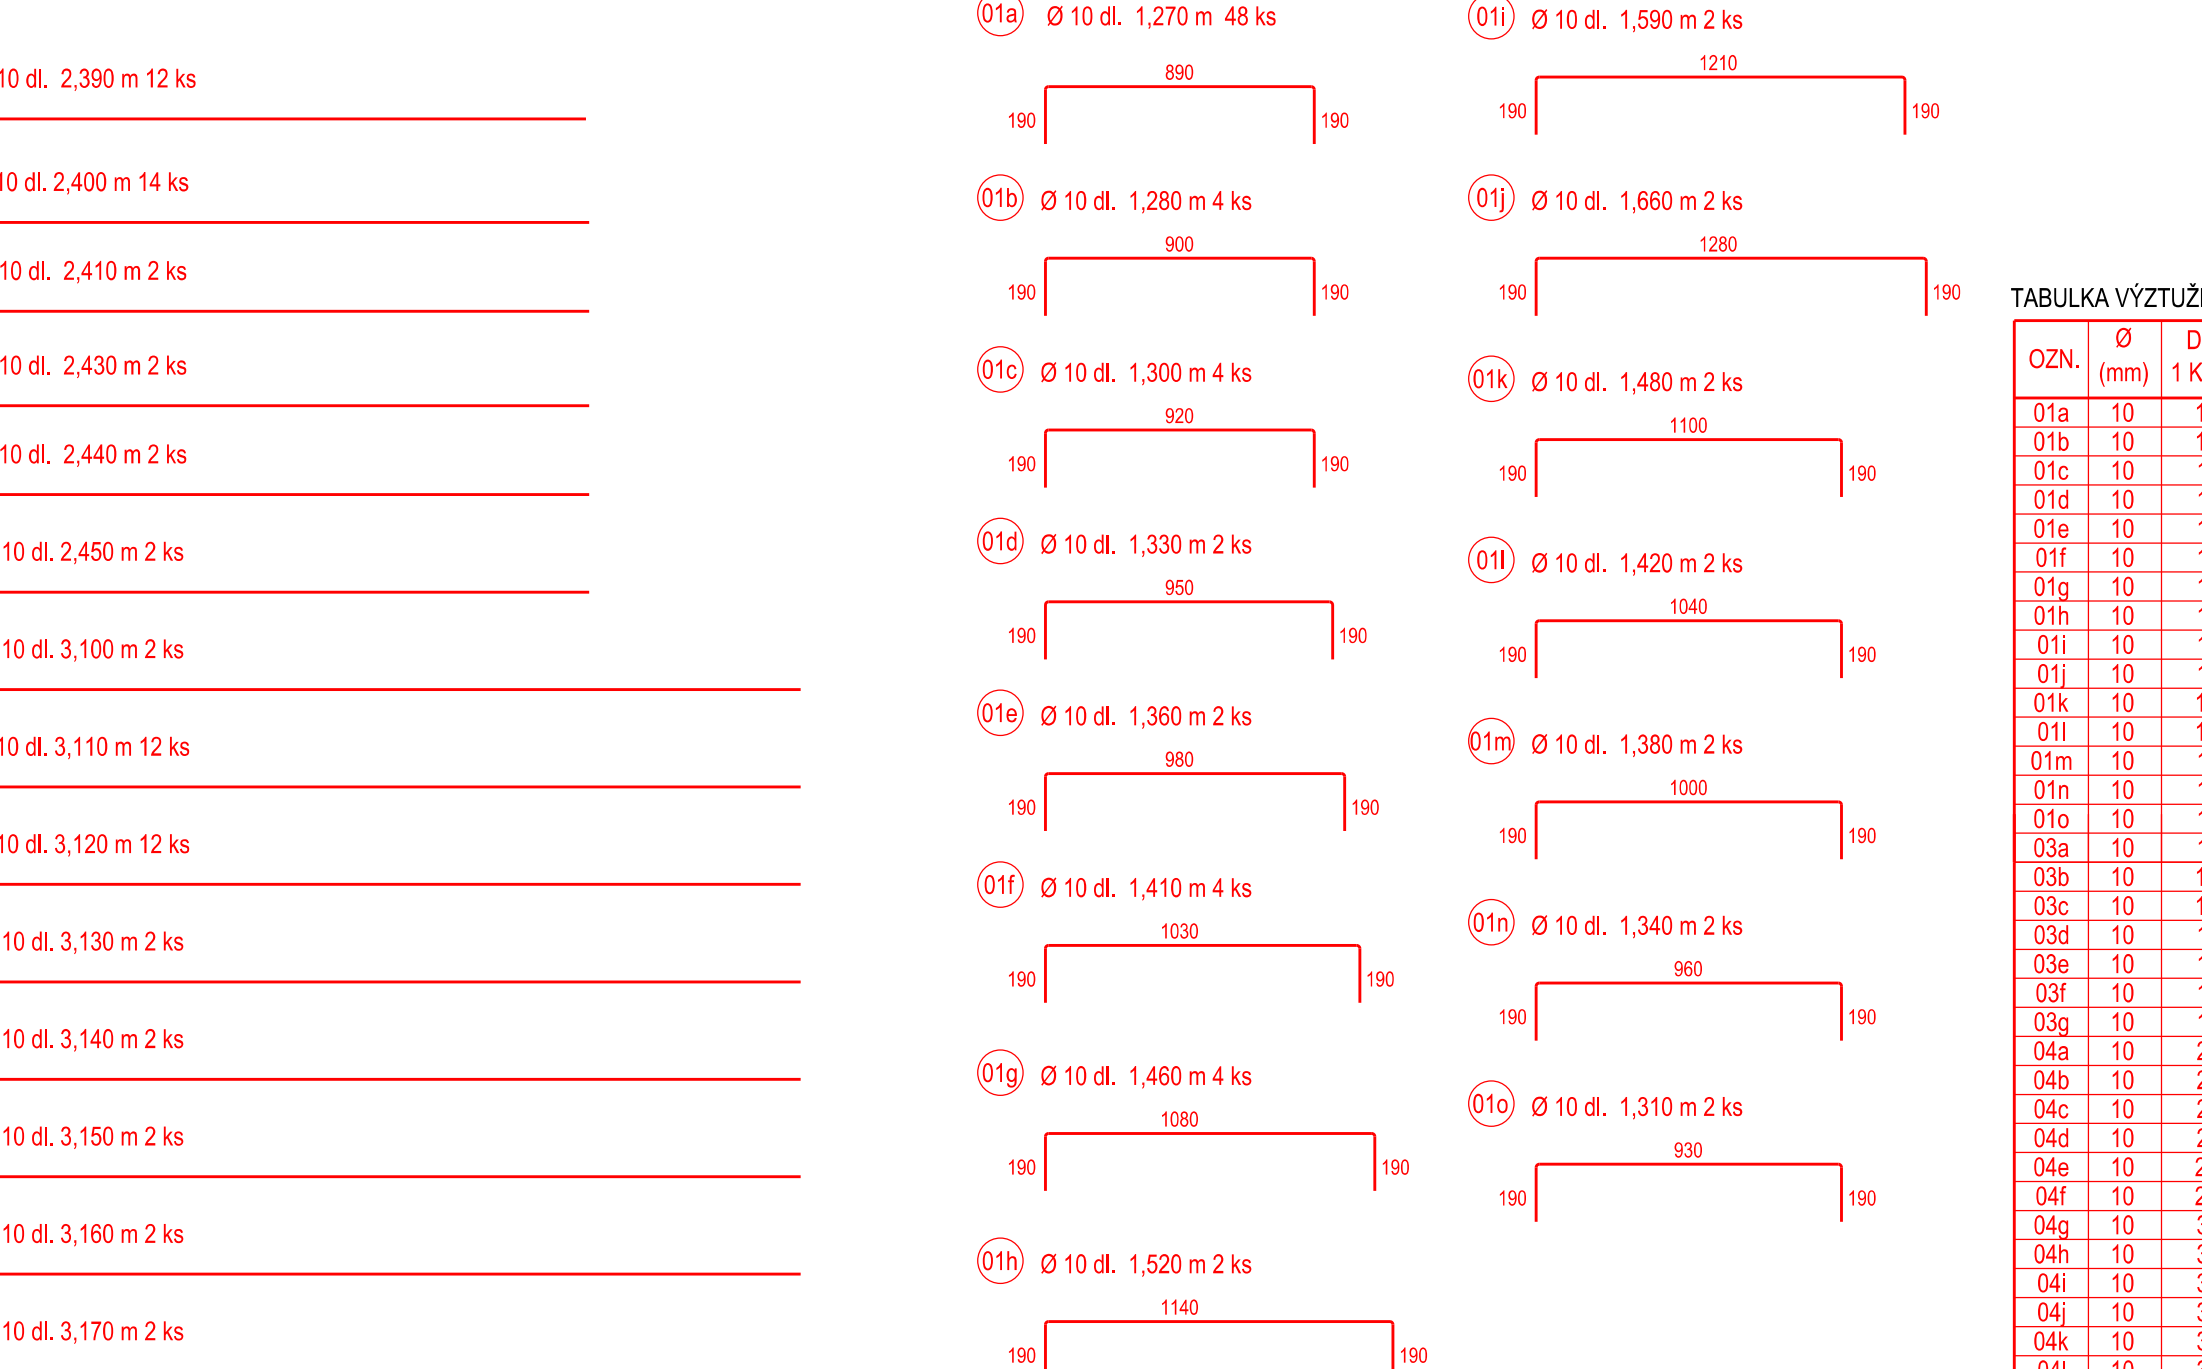 10 dl. 2,390 m 12 ks
10 dl. 2,400 m 14 ks
10 dl. 2,410 m 2 ks
10 dl. 2,430 m 2 ks
10 dl. 2,440 m 2 ks
10 dl. 2,450 m 2 ks
10 dl. 3,100 m 2 ks
10 dl. 3,110 m 12 ks
10 dl. 3,120 m 12 ks
10 dl. 3,130 m 2 ks
10 dl. 3,140 m 2 ks
10 dl. 3,150 m 2 ks
10 dl. 3,160 m 2 ks
10 dl. 3,170 m 2 ks
01a Ø 10 dl. 1,270 m 48 ks
890
190 190
01b Ø 10 dl. 1,280 m 4 ks
900
190 190
01c Ø 10 dl. 1,300 m 4 ks
920
190 190
01d Ø 10 dl. 1,330 m 2 ks
950
190 190
01e Ø 10 dl. 1,360 m 2 ks
980
190 190
01f Ø 10 dl. 1,410 m 4 ks
1030
190 190
01g Ø 10 dl. 1,460 m 4 ks
1080
190 190
01h Ø 10 dl. 1,520 m 2 ks
1140
190 190
01i Ø 10 dl. 1,590 m 2 ks
1210
190 190
01j Ø 10 dl. 1,660 m 2 ks
1280
190 190
01k Ø 10 dl. 1,480 m 2 ks
1100
190 190
01l Ø 10 dl. 1,420 m 2 ks
1040
190 190
01m Ø 10 dl. 1,380 m 2 ks
1000
190 190
01n Ø 10 dl. 1,340 m 2 ks
960
190 190
01o Ø 10 dl. 1,310 m 2 ks
930
190 190
TABULKA
OZN. Ø (mm) 1
01a 10
01b 10
01c 10
01d 10
01e 10
01f 10
01g 10
01h 10
01i 10
01j 10
01k 10
01l 10
01m 10
01n 10
01o 10
03a 10
03b 10
03c 10
03d 10
03e 10
03f 10
03g 10
04a 10
04b 10
04c 10
04d 10
04e 10
04f 10
04g 10
04h 10
04i 10
04j 10
04k 10